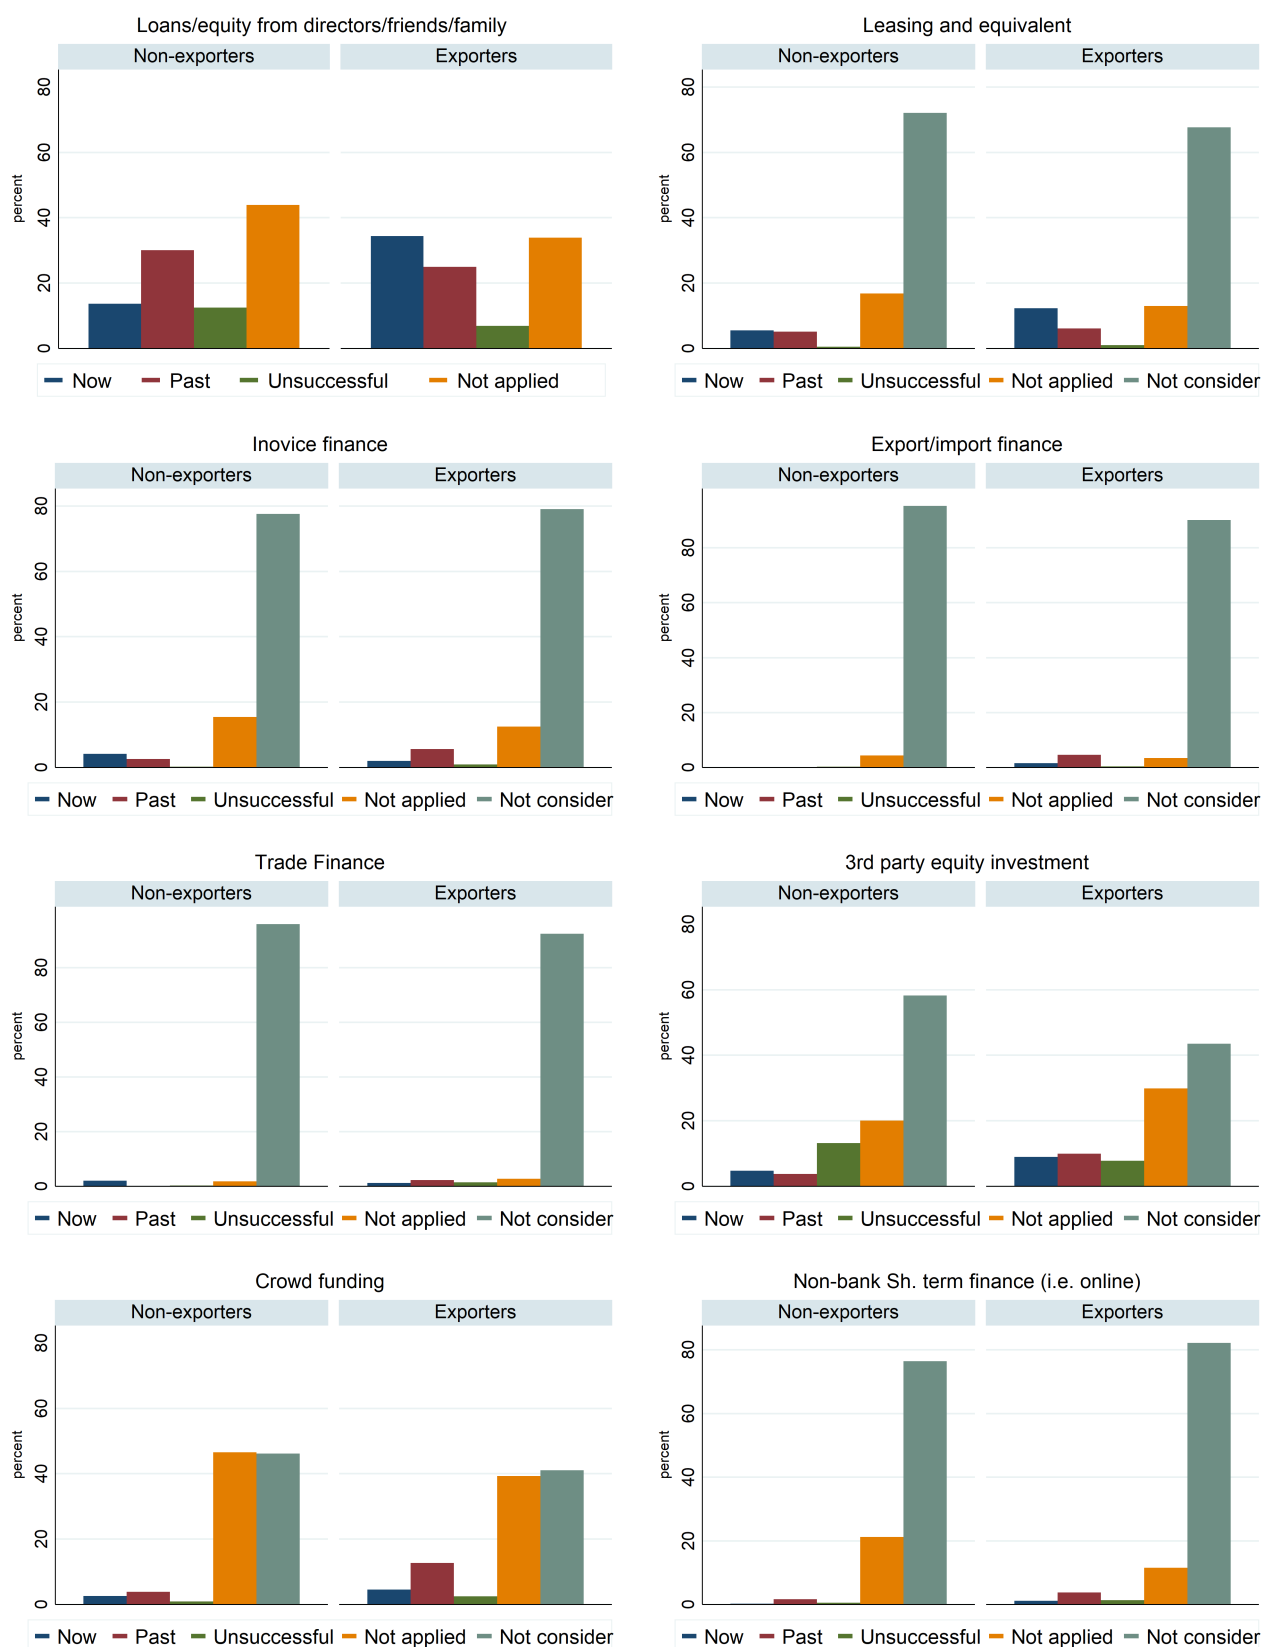 Loans/equity from directors/friends/family
Non-exporters Exporters
percent
0 20 40 60 80
Now Past Unsuccessful Not applied
Leasing and equivalent
Non-exporters Exporters
percent
0 20 40 60 80
Now Past Unsuccessful Not applied Not consider
Inovice finance
Non-exporters Exporters
percent
0 20 40 60 80
Now Past Unsuccessful Not applied Not consider
Export/import finance
Non-exporters Exporters
percent
0 20 40 60 80
Now Past Unsuccessful Not applied Not consider
Trade Finance
Non-exporters Exporters
percent
0 20 40 60 80
Now Past Unsuccessful Not applied Not consider
3rd party equity investment
Non-exporters Exporters
percent
0 20 40 60 80
Now Past Unsuccessful Not applied Not consider
Crowd funding
Non-exporters Exporters
percent
0 20 40 60 80
Now Past Unsuccessful Not applied Not consider
Non-bank Sh. term finance (i.e. online)
Non-exporters Exporters
percent
0 20 40 60 80
Now Past Unsuccessful Not applied Not consider